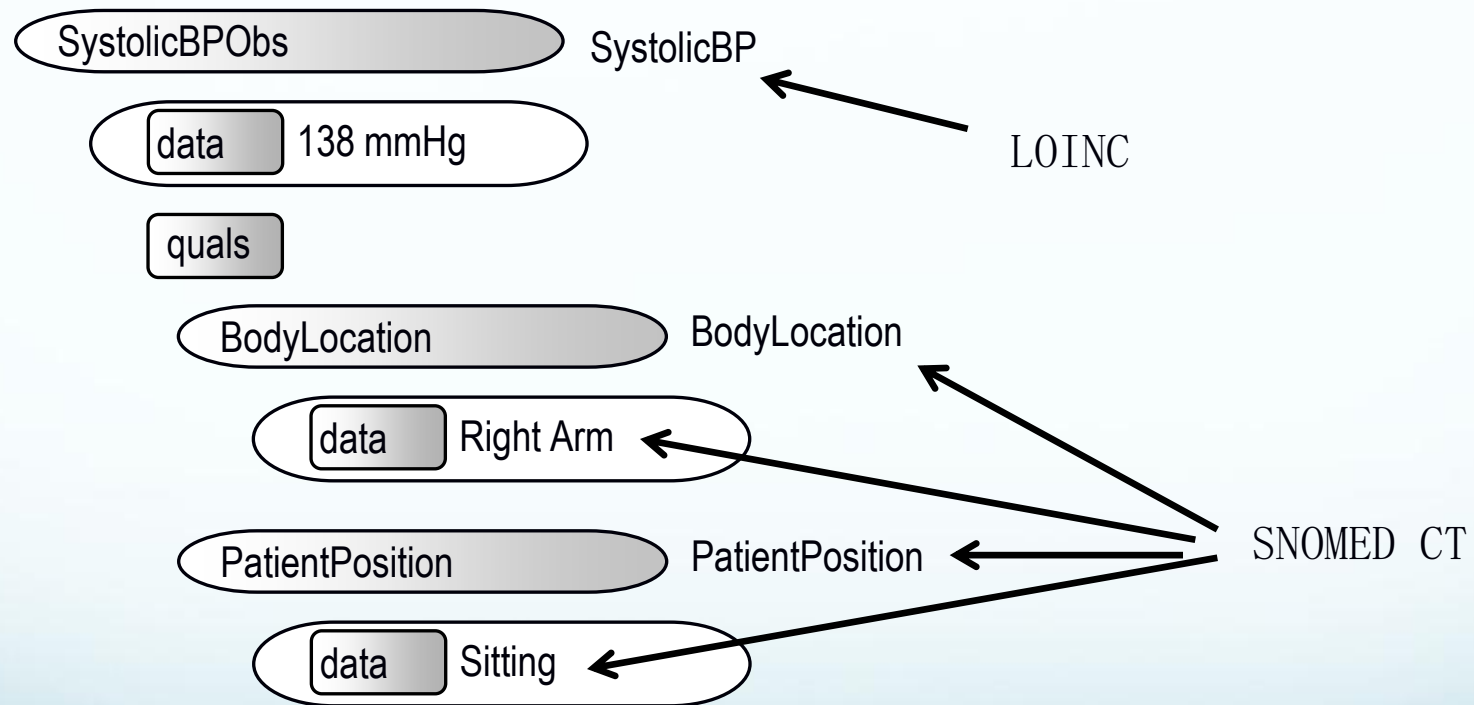 SystolicBPObs SystolicBP
data 138 mmHg
LOINC
quals
BodyLocation BodyLocation
data Right Arm
SNOMED CT
PatientPosition PatientPosition
data Sitting